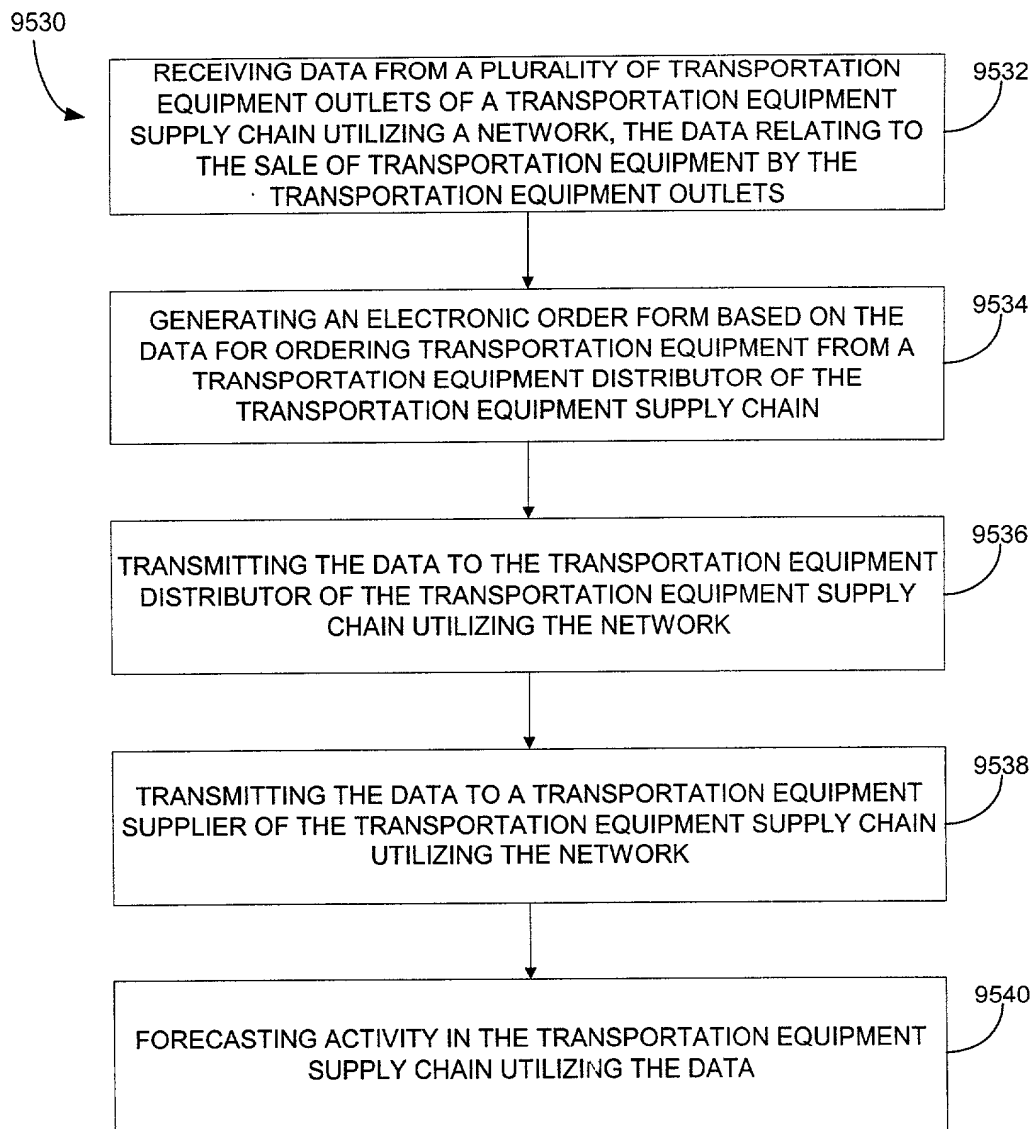 9530
RECEIVING DATA FROM A PLURALITY OF TRANSPORTATION
EQUIPMENT OUTLETS OF A TRANSPORTATION EQUIPMENT
SUPPLY CHAIN UTILIZING A NETWORK, THE DATA RELATING TO
THE SALE OF TRANSPORTATION EQUIPMENT BY THE
TRANSPORTATION EQUIPMENT OUTLETS
9532
GENERATING AN ELECTRONIC ORDER FORM BASED ON THE
DATA FOR ORDERING TRANSPORTATION EQUIPMENT FROM A
TRANSPORTATION EQUIPMENT DISTRIBUTOR OF THE
TRANSPORTATION EQUIPMENT SUPPLY CHAIN
9534
TRANSMITTING THE DATA TO THE TRANSPORTATION EQUIPMENT
DISTRIBUTOR OF THE TRANSPORTATION EQUIPMENT SUPPLY
CHAIN UTILIZING THE NETWORK
9536
TRANSMITTING THE DATA TO A TRANSPORTATION EQUIPMENT
SUPPLIER OF THE TRANSPORTATION EQUIPMENT SUPPLY CHAIN
UTILIZING THE NETWORK
9538
FORECASTING ACTIVITY IN THE TRANSPORTATION EQUIPMENT
SUPPLY CHAIN UTILIZING THE DATA
9540